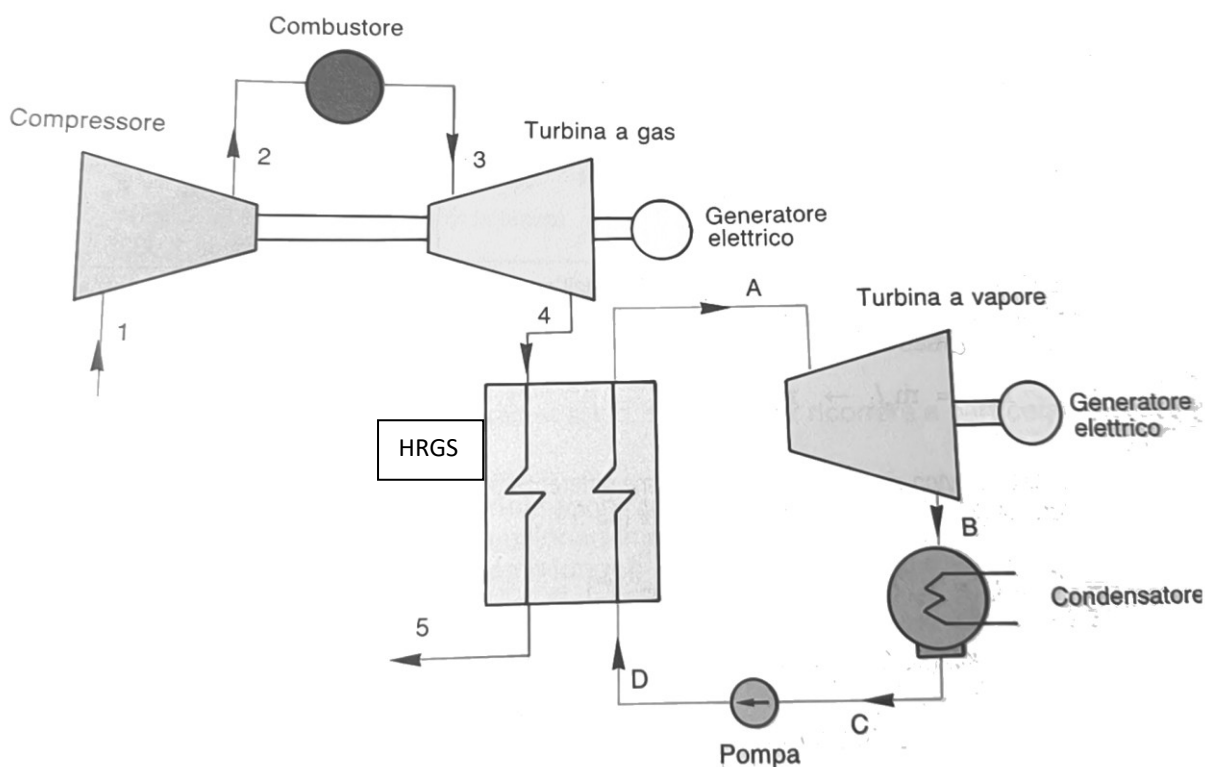 Combustore
Compressore
Turbina a gas
2
3
Generatore
elettrico
1
4
A
Turbina a vapore
HRGS
Generatore
elettrico
B
Condensatore
5
D
C
Pompa